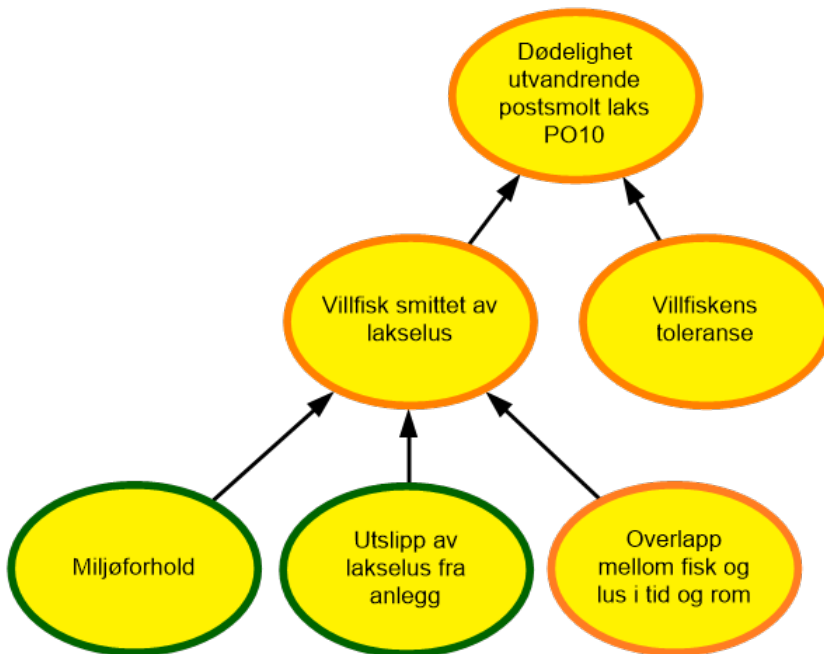 Dødelighet
utvandrende
postsmolt laks
PO10
Villfisk smittet av
lakselus
Villfiskens
toleranse
Miljøforhold
Utslipp av
lakselus fra
anlegg
Overlapp
mellom fisk og
lus i tid og rom